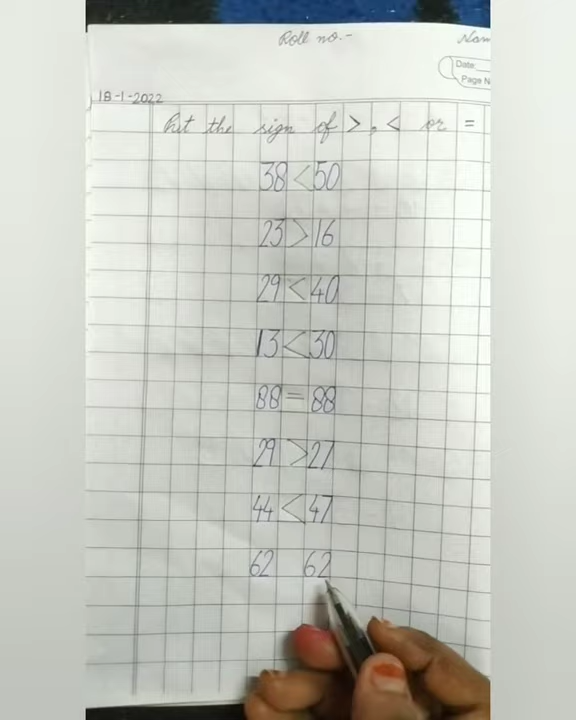 Roll no.-
Nam
Date:
Page N
18-1-2022
Put the sign of >, < or =
38 < 50
23 > 16
29 < 40
13 < 30
88 = 88
29 > 27
44 < 47
62 62